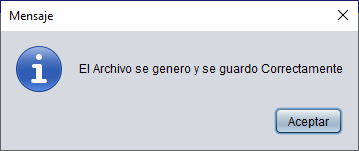 Mensaje
El Archivo se genero y se guardo Correctamente
Aceptar